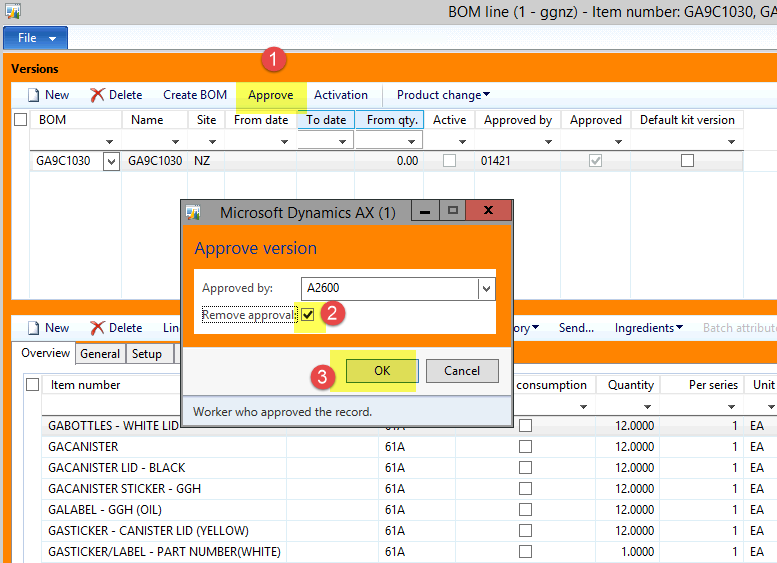 BOM line (1 - ggnz) - Item number: GA9C1030, GA
File
1
Versions
New Delete Create BOM Approve Activation Product change
BOM Name Site From date To date From qty. Active Approved by Approved Default kit version
GA9C1030 GA9C1030 NZ 0.00 01421
Microsoft Dynamics AX (1)
Approve version
Approved by: A2600
Remove approval: 2
3 OK Cancel
Worker who approved the record.
New Delete Lin ory Send... Ingredients Batch attribut
Overview General Setup
Item number consumption Quantity Per series Unit
GABOTTLES - WHITE LID 12.0000 1 EA
GACANISTER 61A 12.0000 1 EA
GACANISTER LID - BLACK 61A 12.0000 1 EA
GACANISTER STICKER - GGH 61A 12.0000 1 EA
GALABEL - GGH (OIL) 61A 12.0000 1 EA
GASTICKER - CANISTER LID (YELLOW) 61A 12.0000 1 EA
GASTICKER/LABEL - PART NUMBER(WHITE) 61A 1.0000 1 EA